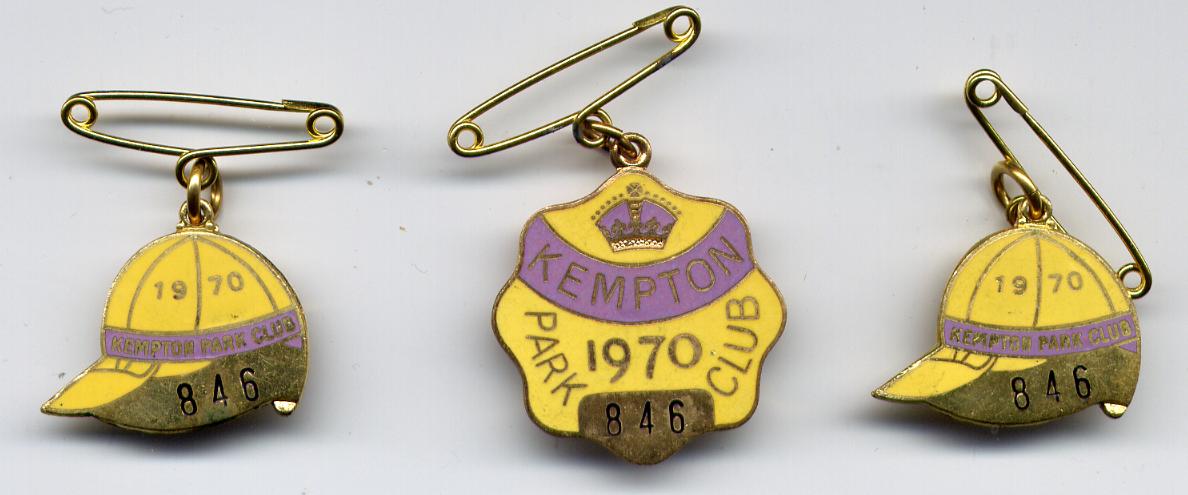 19 70
KEMPTON PARK CLUB
846
KEMPTON
PARK 1970 CLUB
846
19 70
KEMPTON PARK CLUB
846